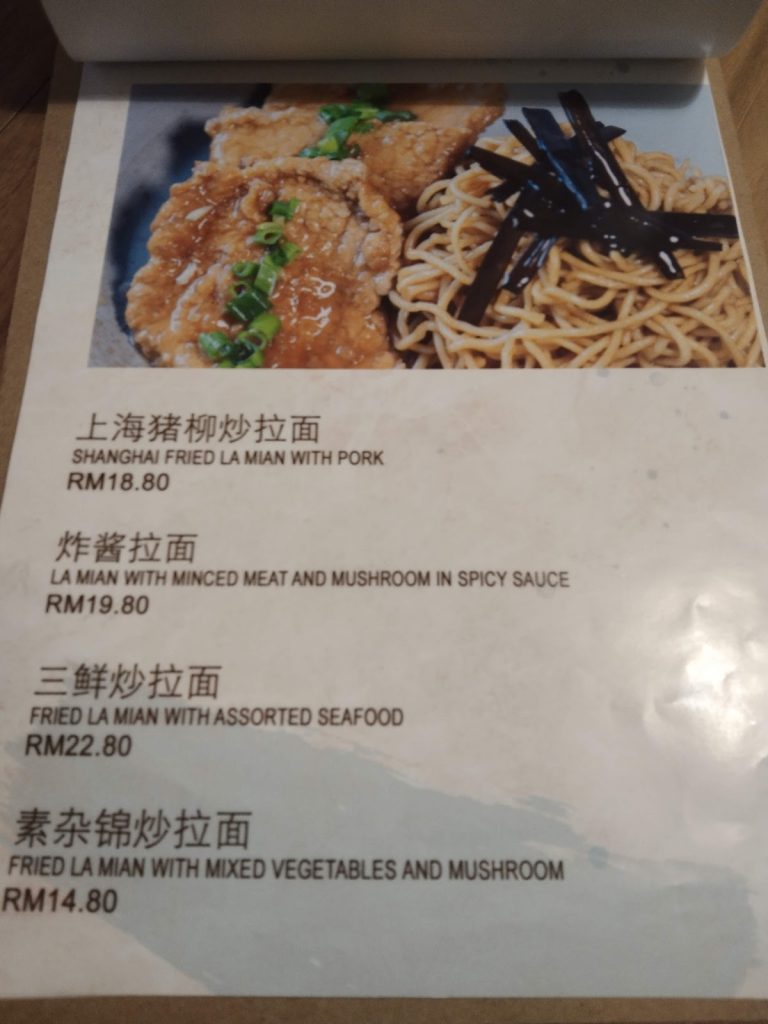 上海猪柳炒拉面
SHANGHAI FRIED LA MIAN WITH PORK
RM18.80
炸酱拉面
LA MIAN WITH MINCED MEAT AND MUSHROOM IN SPICY SAUCE
RM19.80
三鲜炒拉面
FRIED LA MIAN WITH ASSORTED SEAFOOD
RM22.80
素杂锦炒拉面
FRIED LA MIAN WITH MIXED VEGETABLES AND MUSHROOM
RM14.80